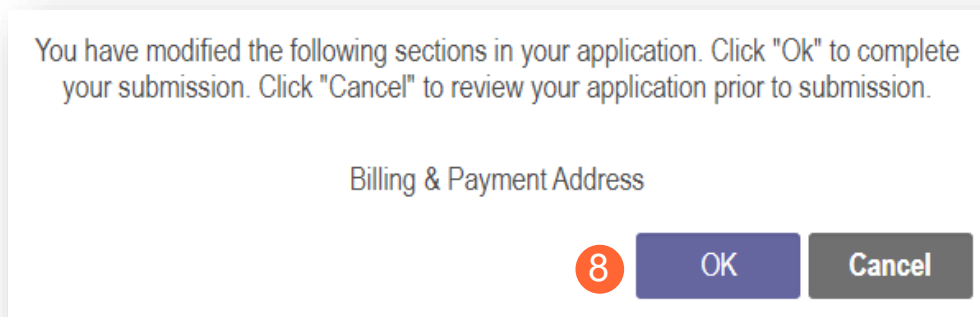 You have modified the following sections in your application. Click "Ok" to complete
your submission. Click "Cancel" to review your application prior to submission.
Billing & Payment Address
8 OK Cancel